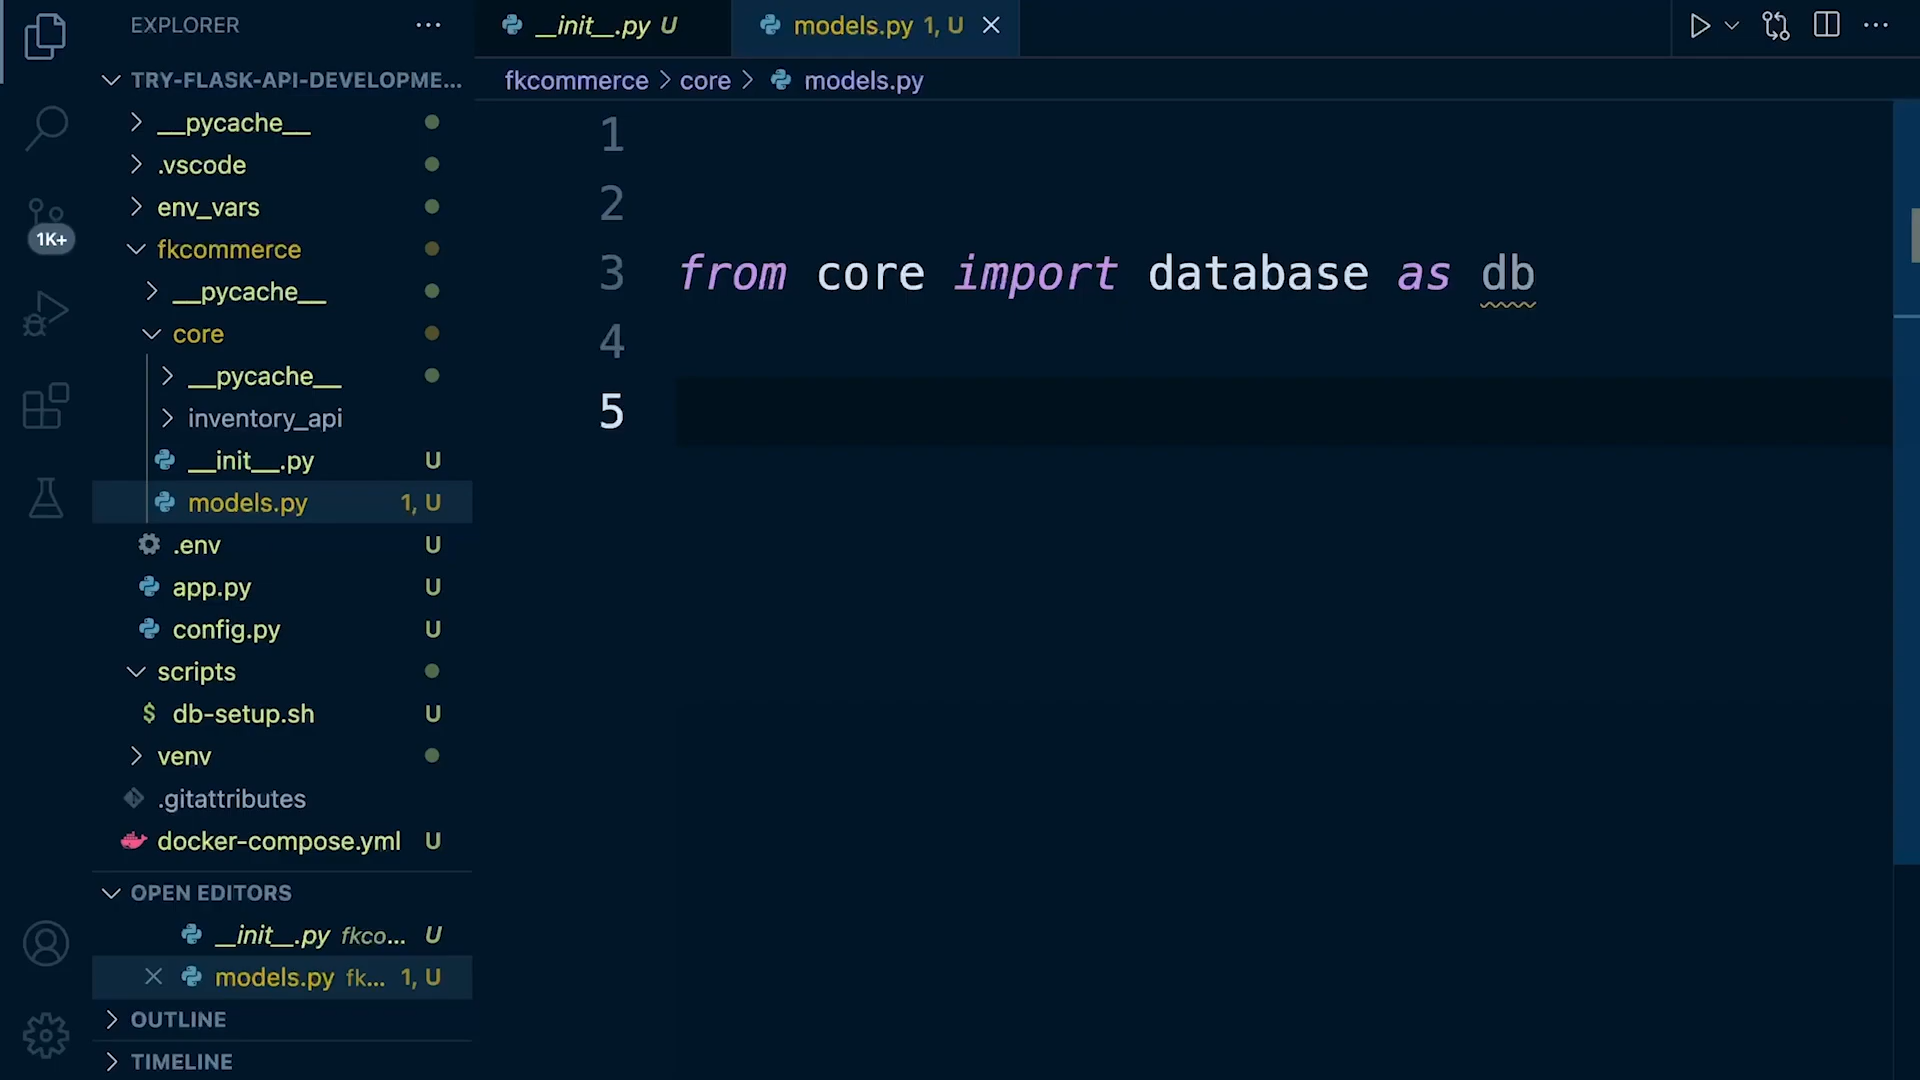 EXPLORER
TRY-FLASK-API-DEVELOPME...
__pycache__
.vscode
env_vars
fkcommerce
__pycache__
core
__pycache__
inventory_api
__init__.py U
models.py 1, U
.env U
app.py U
config.py U
scripts
$ db-setup.sh U
venv
.gitattributes
docker-compose.yml U
OPEN EDITORS
__init__.py fkco... U
models.py fk... 1, U
OUTLINE
TIMELINE
1K+
__init__.py U
models.py 1, U
fkcommerce > core > models.py
1
2
3 from core import database as db
4
5